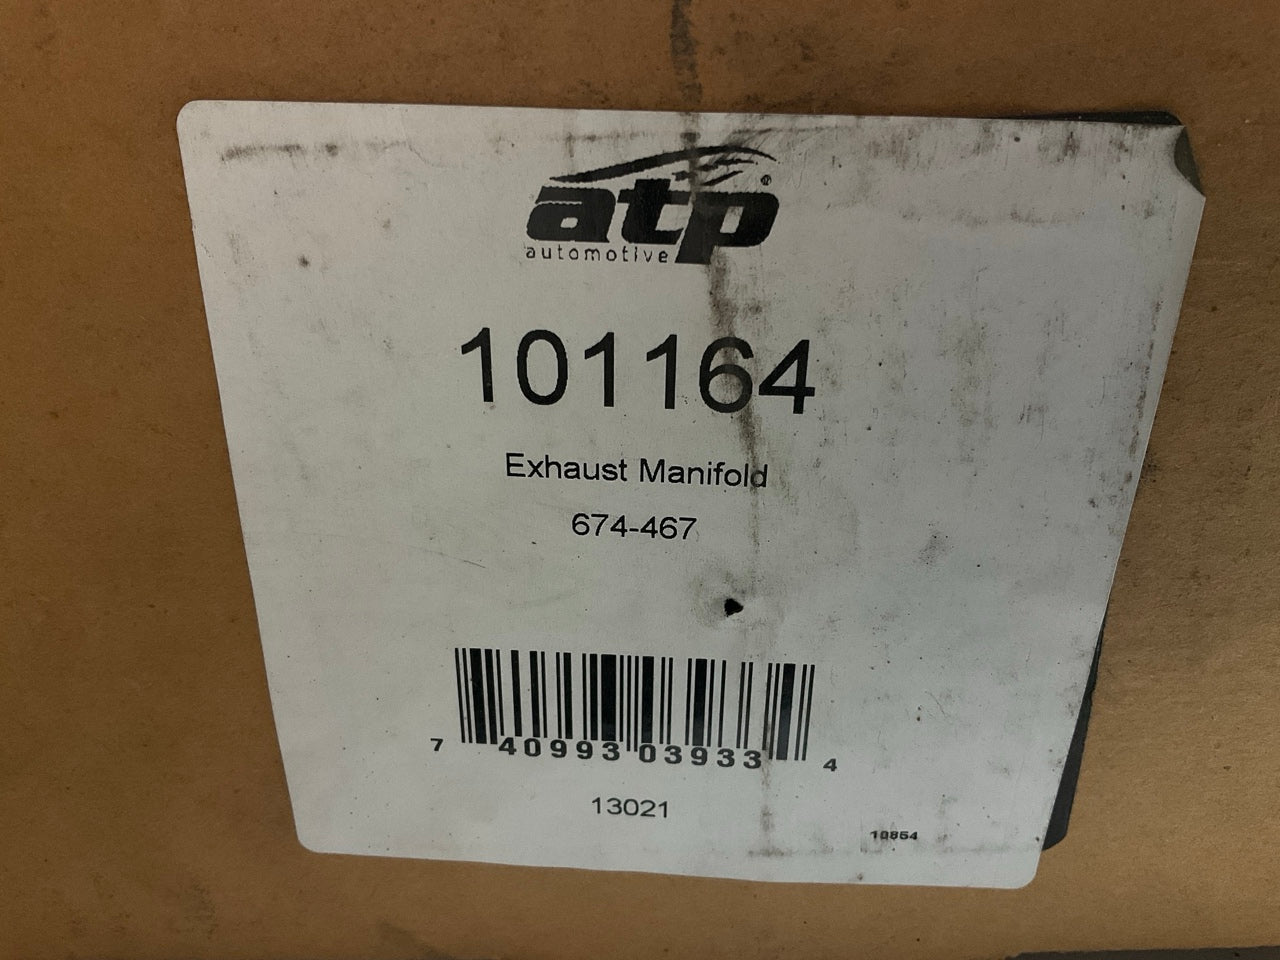 atp®
automotive
101164
Exhaust Manifold
674-467
7 40993 03933 4
13021
10854